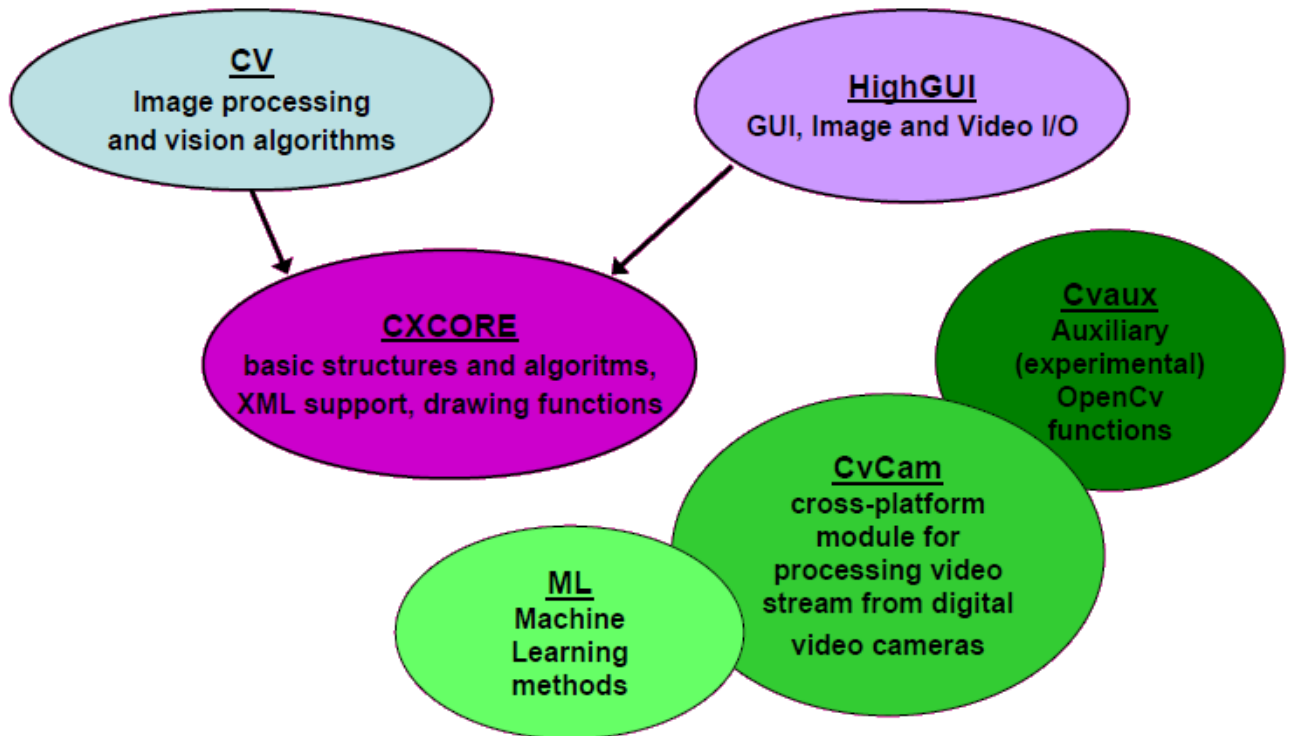 CV
Image processing
and vision algorithms
HighGUI
GUI, Image and Video I/O
CXCORE
basic structures and algoritms,
XML support, drawing functions
Cvaux
Auxiliary
(experimental)
OpenCv
functions
CvCam
cross-platform
module for
processing video
stream from digital
video cameras
ML
Machine
Learning
methods